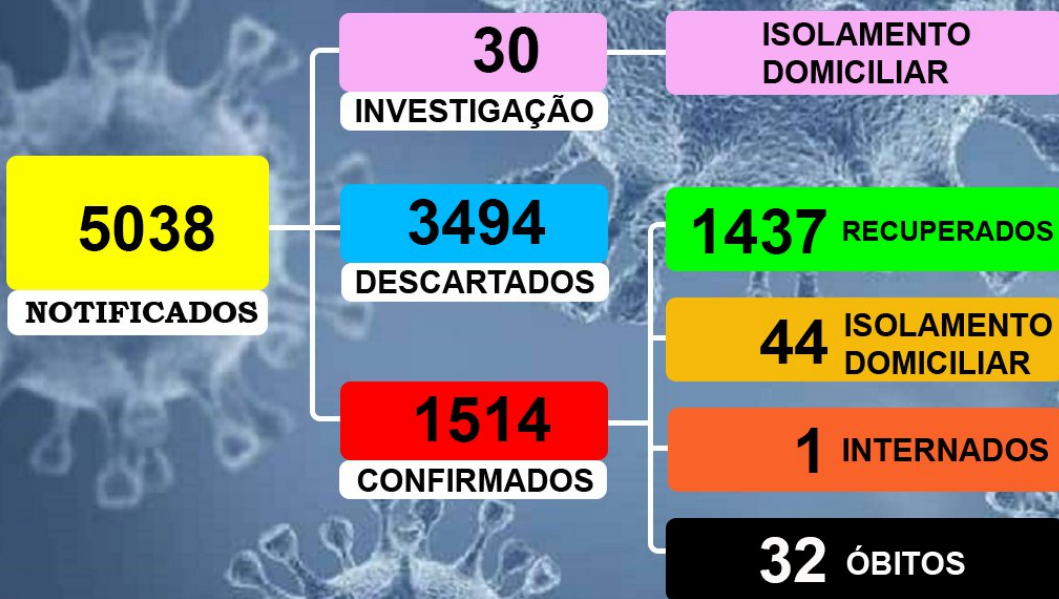 5038
NOTIFICADOS
30
INVESTIGAÇÃO
ISOLAMENTO
DOMICILIAR
3494
DESCARTADOS
1514
CONFIRMADOS
1437 RECUPERADOS
44 ISOLAMENTO
DOMICILIAR
1 INTERNADOS
32 ÓBITOS